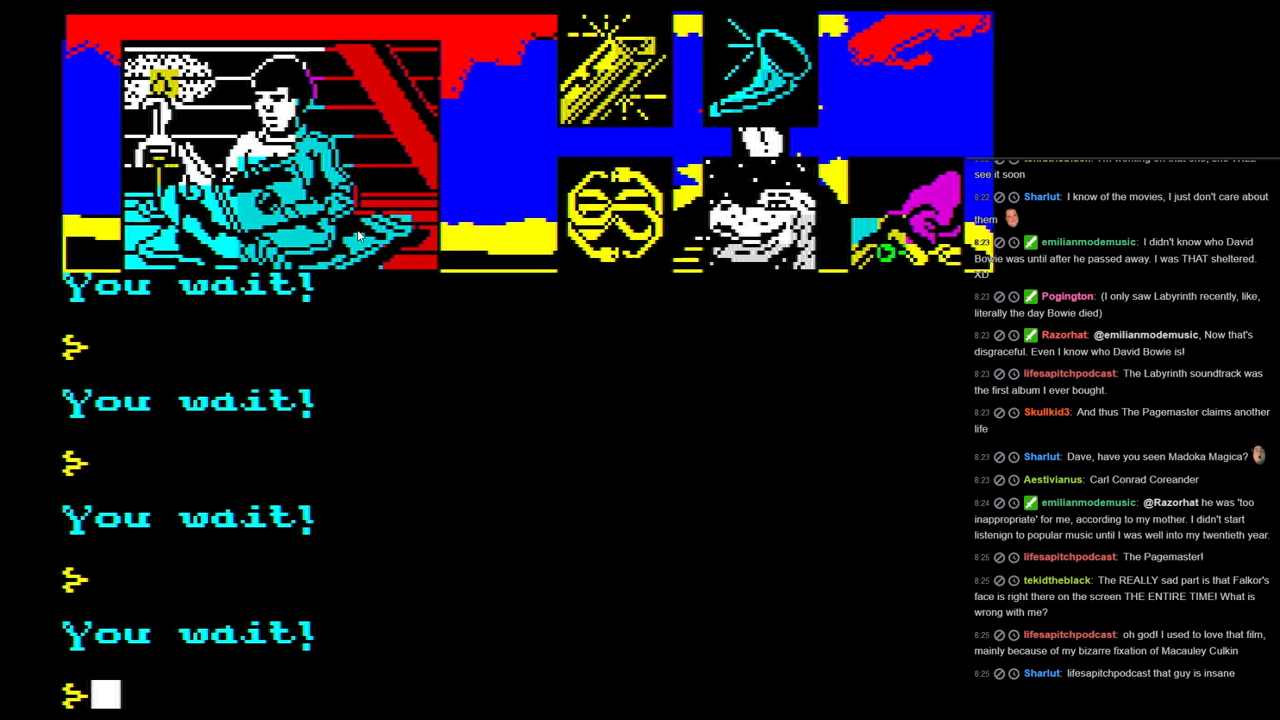 You wait!
>
You wait!
>
You wait!
>
You wait!
>
see it soon
8:22 Sharlut: I know of the movies, I just don't care about
them
8:23 emilianmodemusic: I didn't know who David
Bowie was until after he passed away. I was THAT sheltered.
XD
8:23 Pogington: (I only saw Labyrinth recently, like,
literally the day Bowie died)
8:23 Razorhat: @emilianmodemusic, Now that's
disgraceful. Even I know who David Bowie is!
8:23 lifesapitchpodcast: The Labyrinth soundtrack was
the first album I ever bought.
8:23 Skullkid3: And thus The Pagemaster claims another
life
8:23 Sharlut: Dave, have you seen Madoka Magica?
8:23 Aestivianus: Carl Conrad Coreander
8:24 emilianmodemusic: @Razorhat he was 'too
inappropriate' for me, according to my mother. I didn't start
listenign to popular music until I was well into my twentieth year.
8:25 lifesapitchpodcast: The Pagemaster!
8:25 tekidtheblack: The REALLY sad part is that Falkor's
face is right there on the screen THE ENTIRE TIME! What is
wrong with me?
8:25 lifesapitchpodcast: oh god! I used to love that film,
mainly because of my bizarre fixation of Macauley Culkin
8:25 Sharlut: lifesapitchpodcast that guy is insane